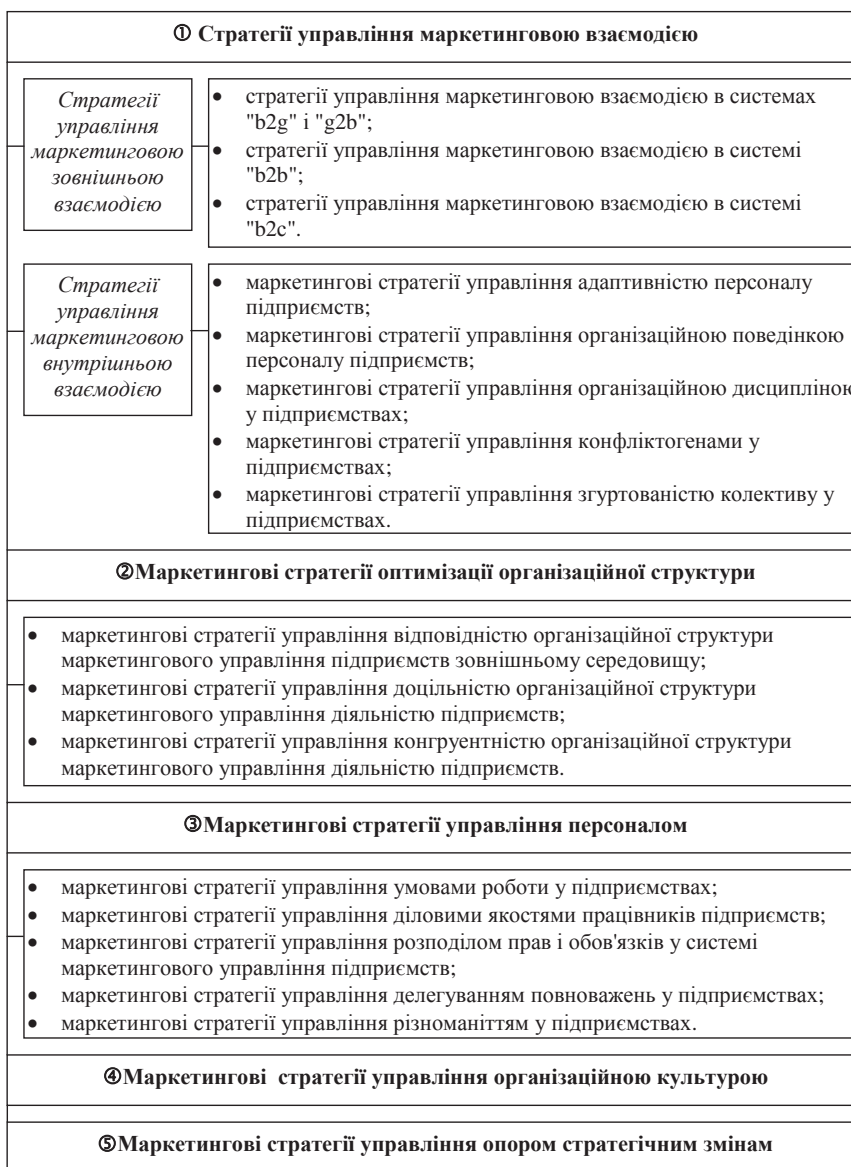 ① Стратегії управління маркетинговою взаємодією
Стратегії
управління
маркетинговою
зовнішньою
взаємодією
• стратегії управління маркетинговою взаємодією в системах
"b2g" і "g2b";
• стратегії управління маркетинговою взаємодією в системі
"b2b";
• стратегії управління маркетинговою взаємодією в системі
"b2c".
Стратегії
управління
маркетинговою
внутрішньою
взаємодією
• маркетингові стратегії управління адаптивністю персоналу
підприємств;
• маркетингові стратегії управління організаційною поведінкою
персоналу підприємств;
• маркетингові стратегії управління організаційною дисципліною
у підприємствах;
• маркетингові стратегії управління конфліктогенами у
підприємствах;
• маркетингові стратегії управління згуртованістю колективу у
підприємствах.
②Маркетингові стратегії оптимізації організаційної структури
• маркетингові стратегії управління відповідністю організаційної структури
маркетингового управління підприємств зовнішньому середовищу;
• маркетингові стратегії управління доцільністю організаційної структури
маркетингового управління діяльністю підприємств;
• маркетингові стратегії управління конгруентністю організаційної структури
маркетингового управління діяльністю підприємств.
③Маркетингові стратегії управління персоналом
• маркетингові стратегії управління умовами роботи у підприємствах;
• маркетингові стратегії управління діловими якостями працівників підприємств;
• маркетингові стратегії управління розподілом прав і обов'язків у системі
маркетингового управління підприємств;
• маркетингові стратегії управління делегуванням повноважень у підприємствах;
• маркетингові стратегії управління різноманіттям у підприємствах.
④Маркетингові стратегії управління організаційною культурою
⑤Маркетингові стратегії управління опором стратегічним змінам